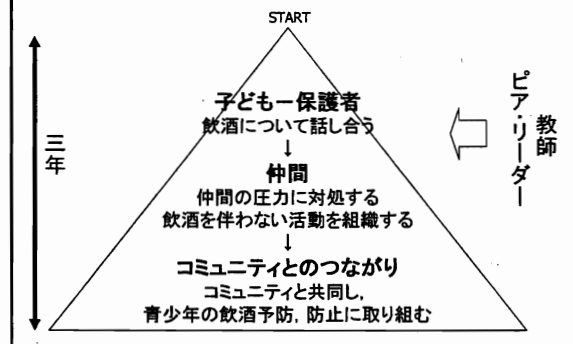 START
子どもー保護者
飲酒について話し合う
↓
仲間
仲間の圧力に対処する
飲酒を伴わない活動を組織する
↓
コミュニティとのつながり
コミュニティと共同し,
青少年の飲酒予防, 防止に取り組む
三年
教師
ピア・リーダー